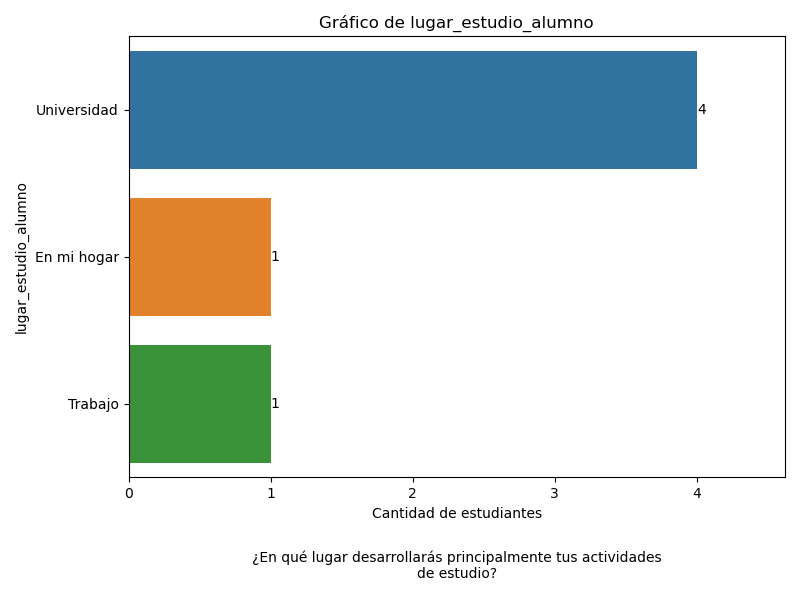 Gráfico de lugar_estudio_alumno
lugar_estudio_alumno
Universidad
4
En mi hogar
1
Trabajo
1
0
1
2
3
4
Cantidad de estudiantes
¿En qué lugar desarrollarás principalmente tus actividades
de estudio?